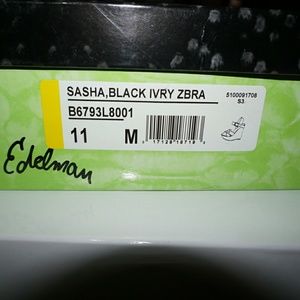 SASHA,BLACK IVRY ZBRA
5100091708
S3
B6793L8001
11 M
Edelman